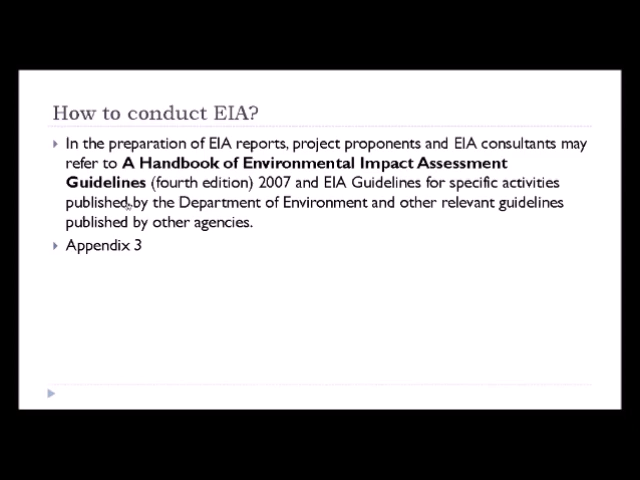 How to conduct EIA?
In the preparation of EIA reports, project proponents and EIA consultants may
refer to A Handbook of Environmental Impact Assessment
Guidelines (fourth edition) 2007 and EIA Guidelines for specific activities
published by the Department of Environment and other relevant guidelines
published by other agencies.
Appendix 3